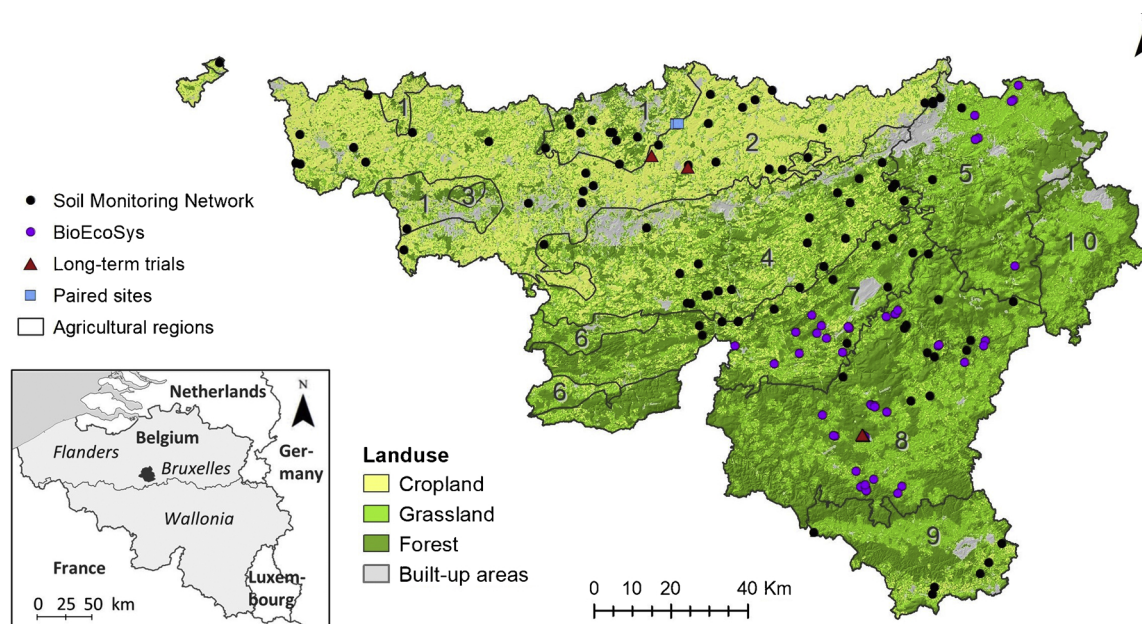 1
1
2
5
3
1
10
4
7
6
6
8
9
Soil Monitoring Network
BioEcoSys
Long-term trials
Paired sites
Agricultural regions
N
Netherlands
Belgium
Flanders
Bruxelles
Ger-
many
Wallonia
France
Luxem-
bourg
0 25 50 km
Landuse
Cropland
Grassland
Forest
Built-up areas
0 10 20 40 Km